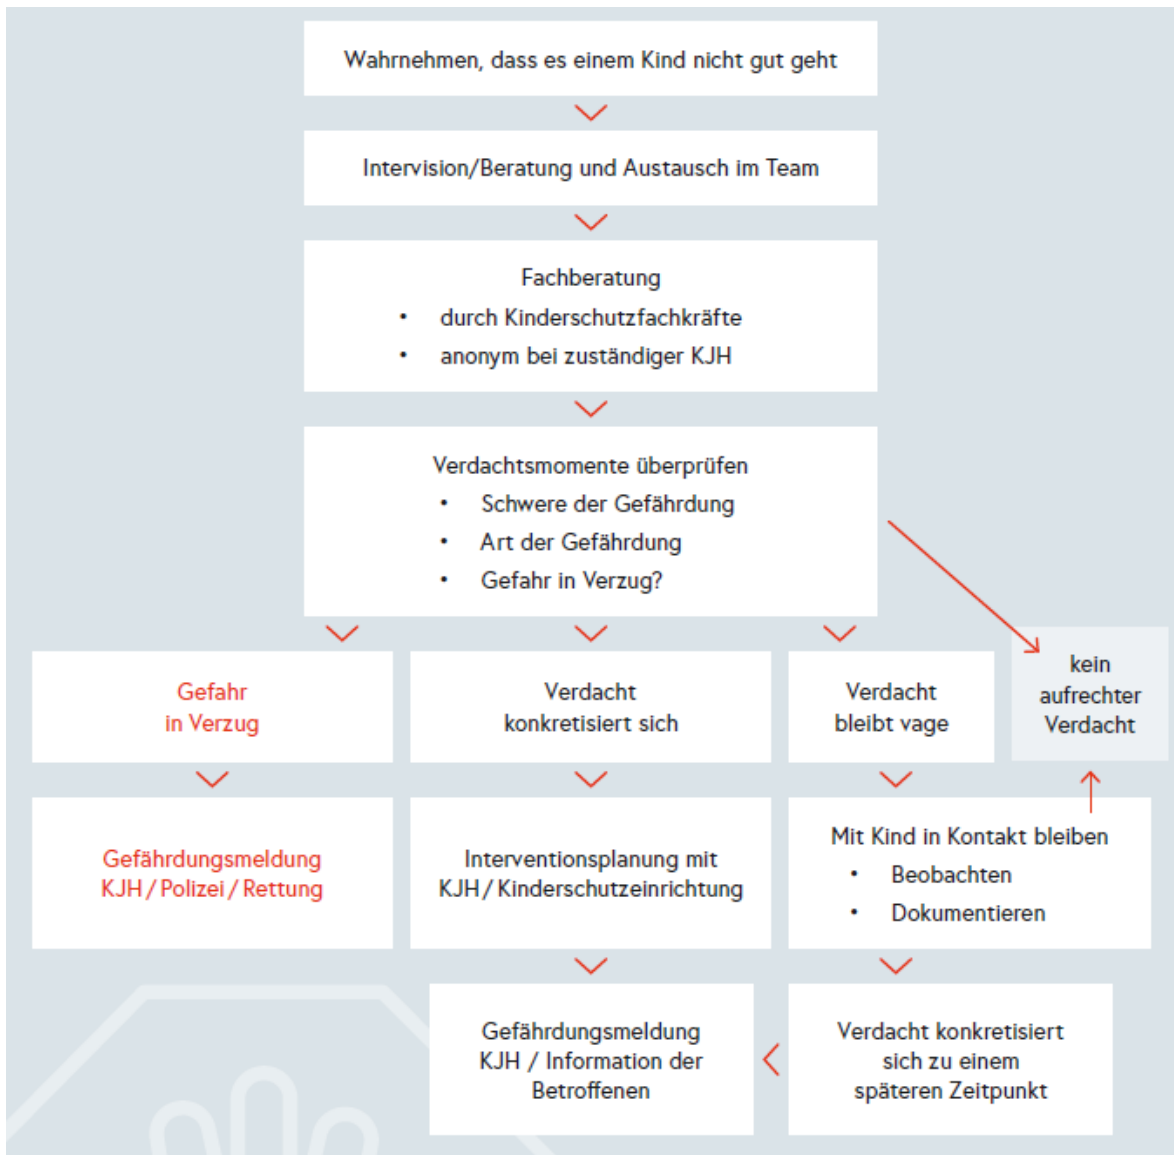 Wahrnehmen, dass es einem Kind nicht gut geht
Intervision/Beratung und Austausch im Team
Fachberatung
• durch Kinderschutzfachkräfte
• anonym bei zuständiger KJH
Verdachtsmomente überprüfen
• Schwere der Gefährdung
• Art der Gefährdung
• Gefahr in Verzug?
Gefahr
in Verzug
Verdacht
konkretisiert sich
Verdacht
bleibt vage
kein
aufrechter
Verdacht
Gefährdungsmeldung
KJH / Polizei / Rettung
Interventionsplanung mit
KJH / Kinderschutzeinrichtung
Mit Kind in Kontakt bleiben
• Beobachten
• Dokumentieren
Gefährdungsmeldung
KJH / Information der
Betroffenen
Verdacht konkretisiert
sich zu einem
späteren Zeitpunkt